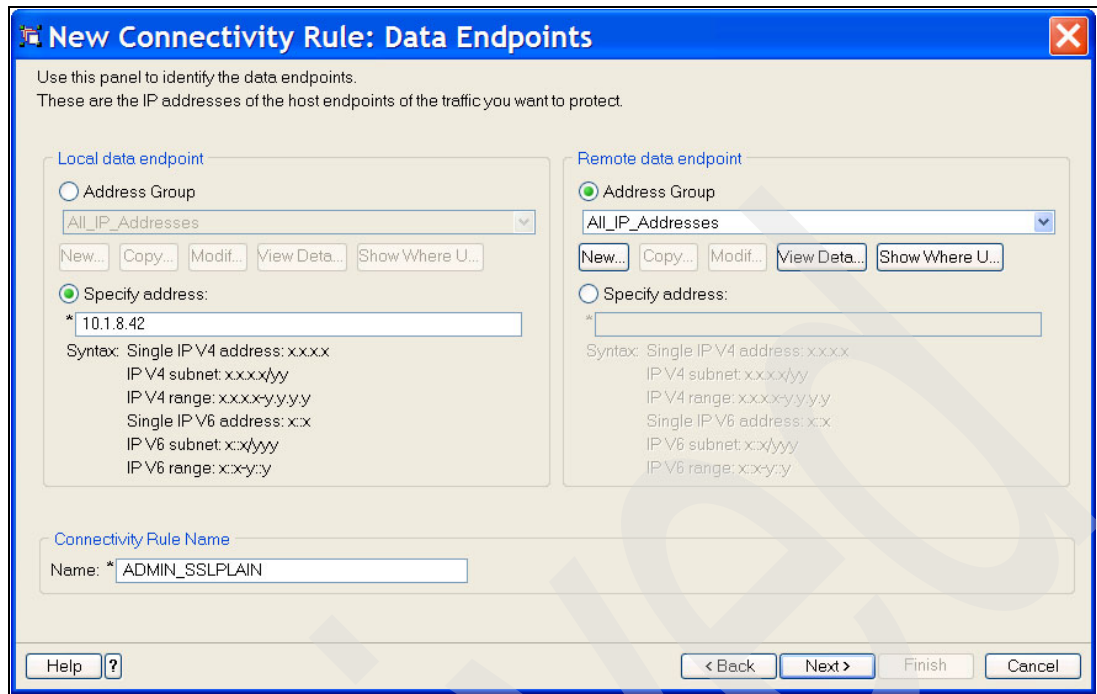 New Connectivity Rule: Data Endpoints
Use this panel to identify the data endpoints.
These are the IP addresses of the host endpoints of the traffic you want to protect.
Local data endpoint
Address Group
All_IP_Addresses
New... Copy... Modif... View Deta... Show Where U...
Specify address:
* 10.1.8.42
Syntax: Single IP V4 address: x.x.x.x
IP V4 subnet: x.x.x.x/yy
IP V4 range: x.x.x.x-y.y.y.y
Single IP V6 address: x::x
IP V6 subnet: x::x/yyy
IP V6 range: x::x-y::y
Remote data endpoint
Address Group
All_IP_Addresses
New... Copy... Modif... View Deta... Show Where U...
Specify address:
*
Syntax: Single IP V4 address: x.x.x.x
IP V4 subnet: x.x.x.x/yy
IP V4 range: x.x.x.x-y.y.y.y
Single IP V6 address: x::x
IP V6 subnet: x::x/yyy
IP V6 range: x::x-y::y
Connectivity Rule Name
Name: * ADMIN_SSLPLAIN
Help ? < Back Next > Finish Cancel